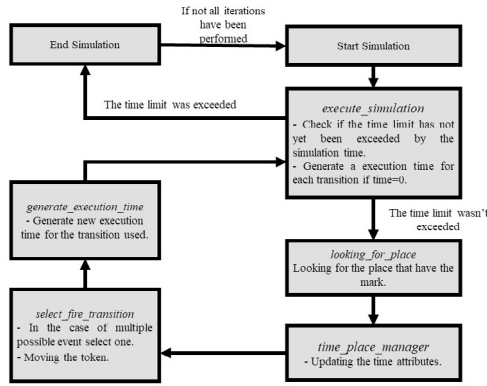 If not all iterations
have been
performed
End Simulation
Start Simulation
The time limit was exceeded
execute_simulation
- Check if the time limit has not
yet been exceeded by the
simulation time.
- Generate a execution time for
each transition if time=0.
The time limit wasn't
exceeded
generate_execution_time
- Generate new execution
time for the transition used.
looking_for_place
Looking for the place that have the
mark.
select_fire_transition
- In the case of multiple
possible event select one.
- Moving the token.
time_place_manager
- Updating the time attributes.